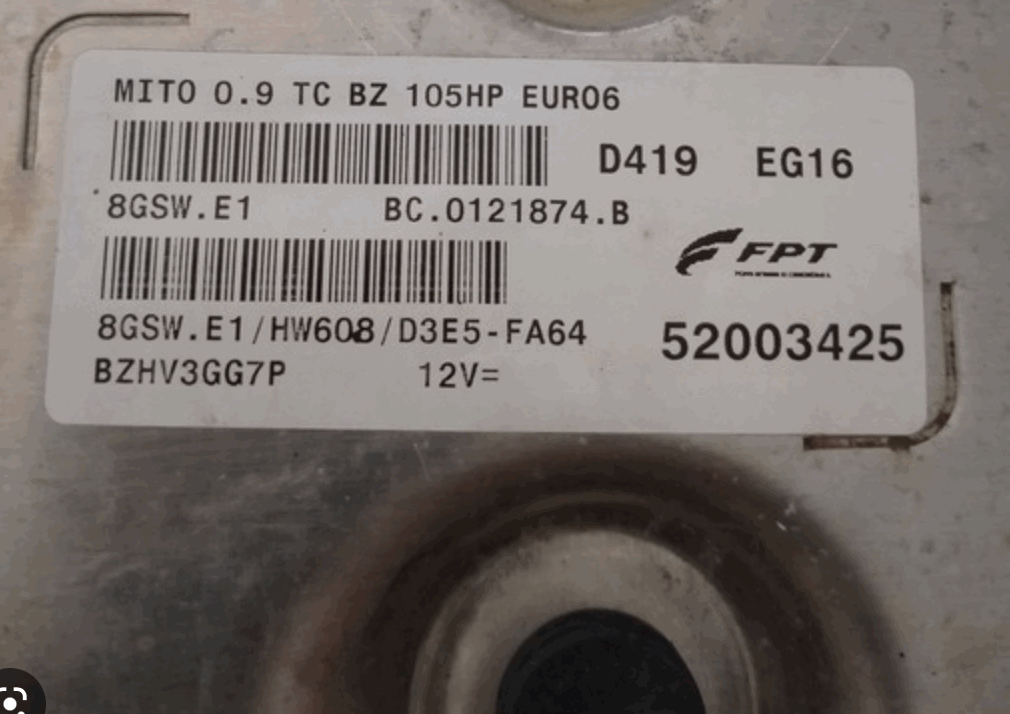 MITO 0.9 TC BZ 105HP EURO6
D419 EG16
8GSW.E1 BC.0121874.B
FPT
8GSW.E1/HW608/D3E5-FA64
52003425
BZHV3GG7P 12V=